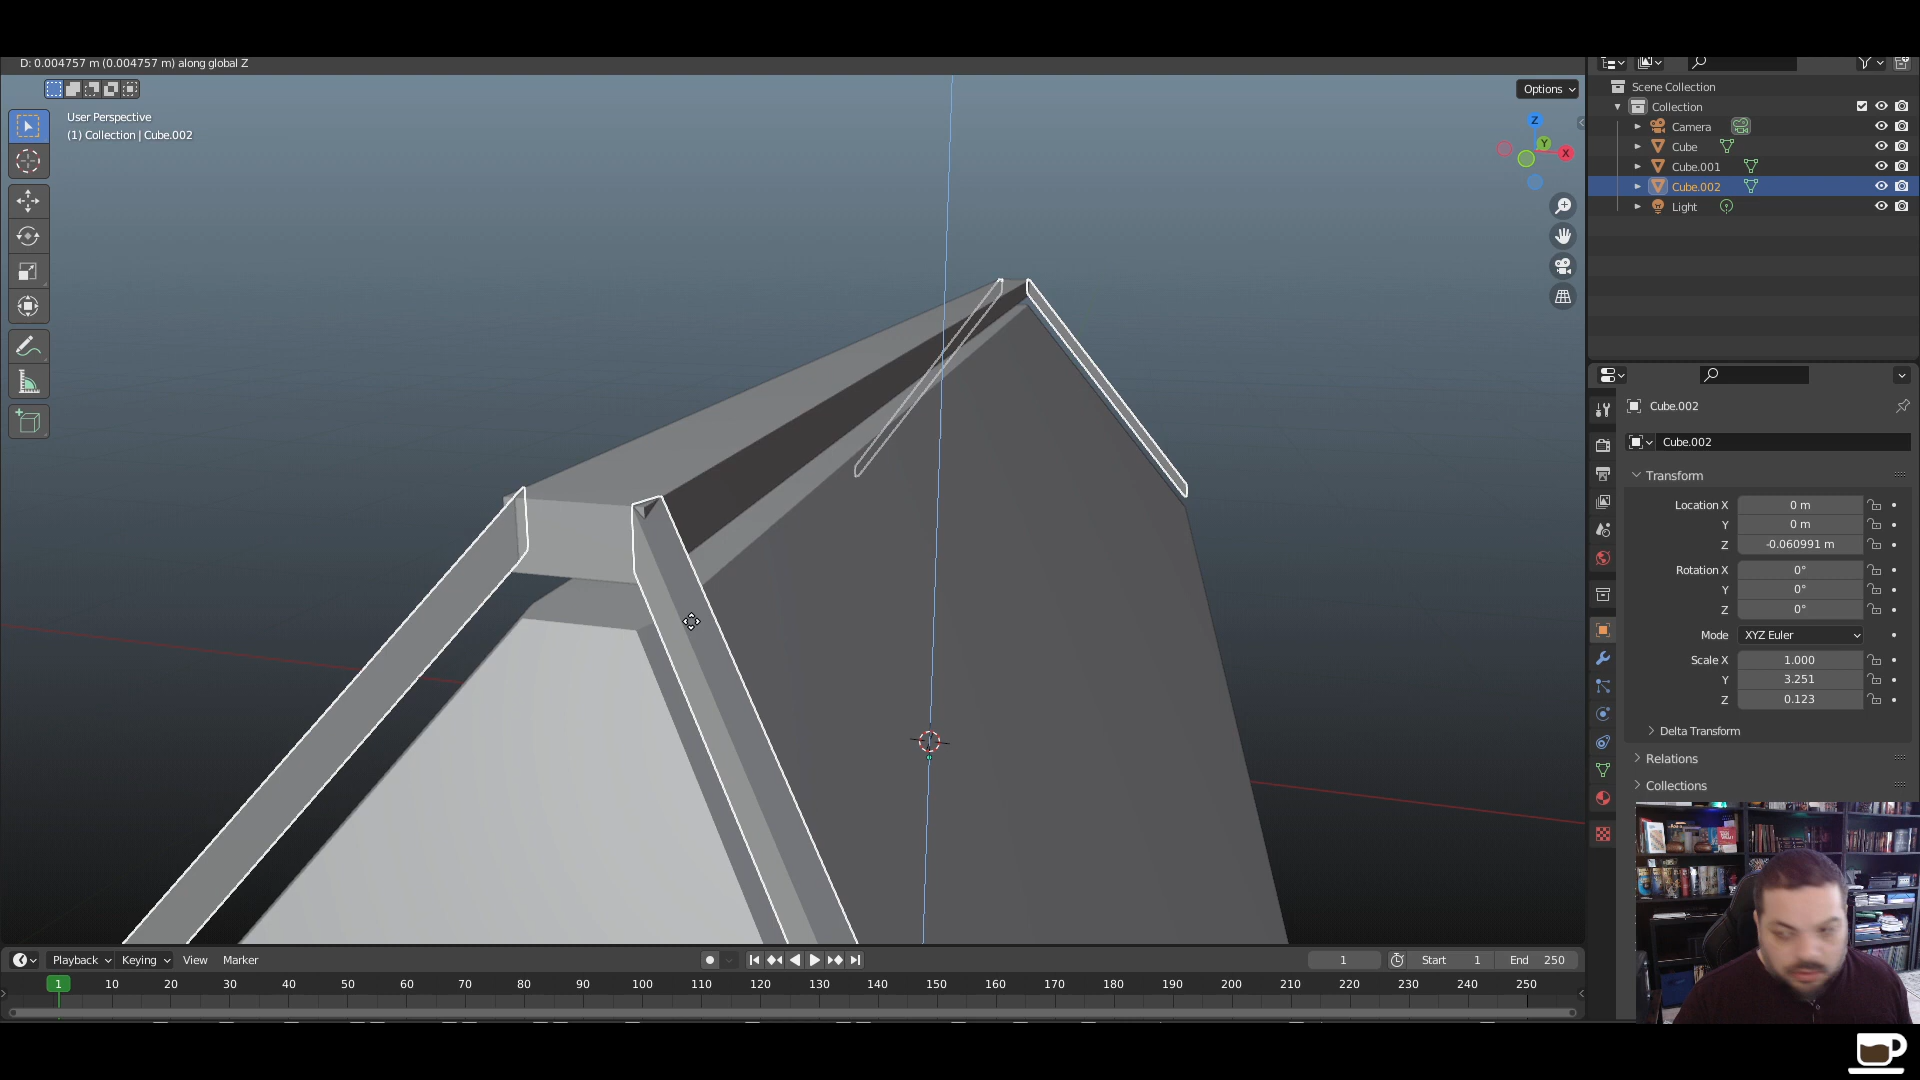 D: 0.004757 m (0.004757 m) along global Z
Options
User Perspective
(1) Collection | Cube.002
Z
Y
X
Scene Collection
Collection
Camera
Cube
Cube.001
Cube.002
Light
Cube.002
Cube.002
Transform
Location X 0 m
Y 0 m
Z -0.060991 m
Rotation X 0°
Y 0°
Z 0°
Mode XYZ Euler
Scale X 1.000
Y 3.251
Z 0.123
Delta Transform
Relations
Collections
Playback Keying View Marker 1 Start 1 End 250
1 10 20 30 40 50 60 70 80 90 100 110 120 130 140 150 160 170 180 190 200 210 220 230 240 250